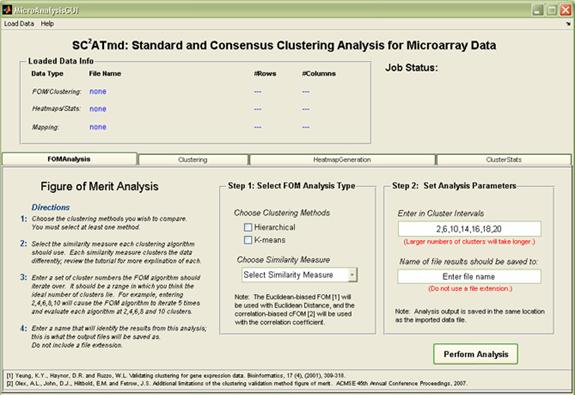 MicroAnalysisGUI
Load Data Help
SC2ATmd: Standard and Consensus Clustering Analysis for Microarray Data
Loaded Data Info
Job Status:
Data Type File Name #Rows #Columns
FOM/Clustering: none --- ---
Heatmaps/Stats: none --- ---
Mapping: none --- ---
FOMAnalysis Clustering HeatmapGeneration ClusterStats
Figure of Merit Analysis
Directions
1: Choose the clustering methods you wish to compare.
You must select at least one method.
2: Select the similarity measure each clustering algorithm
should use. Each similarity measure clusters the data
differently; review the tutorial for more explication of each.
3: Enter a set of cluster numbers the FOM algorithm should
iterate over. It should be a range in which you think the
ideal number of clusters lie. For example, entering
2,4,6,8,10 will cause the FOM algorithm to iterate 5 times
and evaluate each algorithm at 2,4,6,8 and 10 clusters.
4: Enter a name that will identify the results from this analysis;
this is what the output files will be saved as.
Do not include a file extension.
Step 1: Select FOM Analysis Type
Choose Clustering Methods
Hierarchical
K-means
Choose Similarity Measure
Select Similarity Measure
Note: The Euclidean-biased FOM [1] will
be used with Euclidean Distance, and the
correlation-biased cFOM [2] will be used
with the correlation coefficient.
Step 2: Set Analysis Parameters
Enter in Cluster Intervals
2,6,10,14,16,18,20
(Larger numbers of clusters will take longer.)
Name of file results should be saved to:
Enter file name
(Do not use a file extension.)
Note: Analysis output is saved in the same location
as the imported data file.
Perform Analysis
[1] Yeung, K.Y., Haynor, D.R. and Ruzzo, W.L. Validating clustering for gene expression data. Bioinformatics, 17 (4), (2001), 309-318.
[2] Olex, A.L., John, D.J., Hiltbold, E.M. and Fetrow, J.S. Additional limitations of the clustering validation method figure of merit. ACMSE 45th Annual Conference Proceedings, 2007.